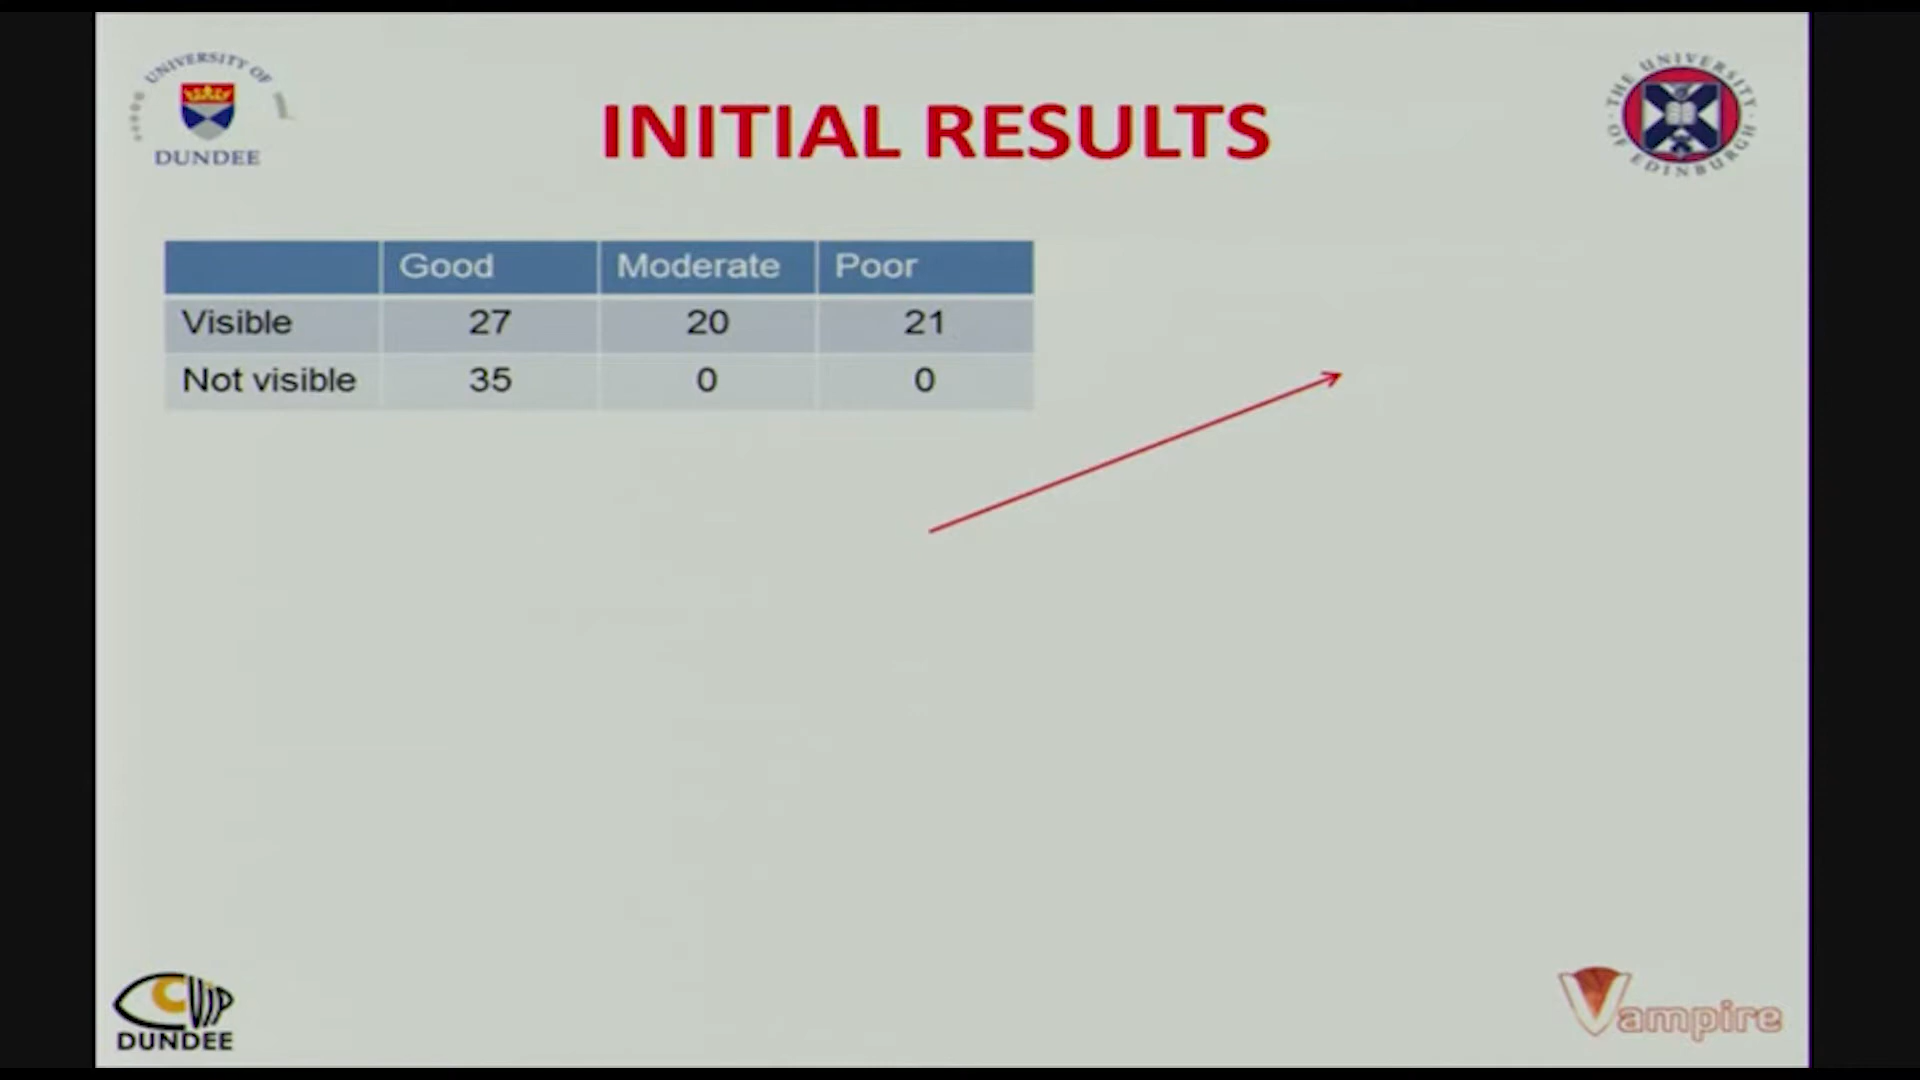 UNIVERSITY OF
DUNDEE
INITIAL RESULTS
THE UNIVERSITY
OF EDINBURGH
Good Moderate Poor
Visible 27 20 21
Not visible 35 0 0
CVIP
DUNDEE
Vampire